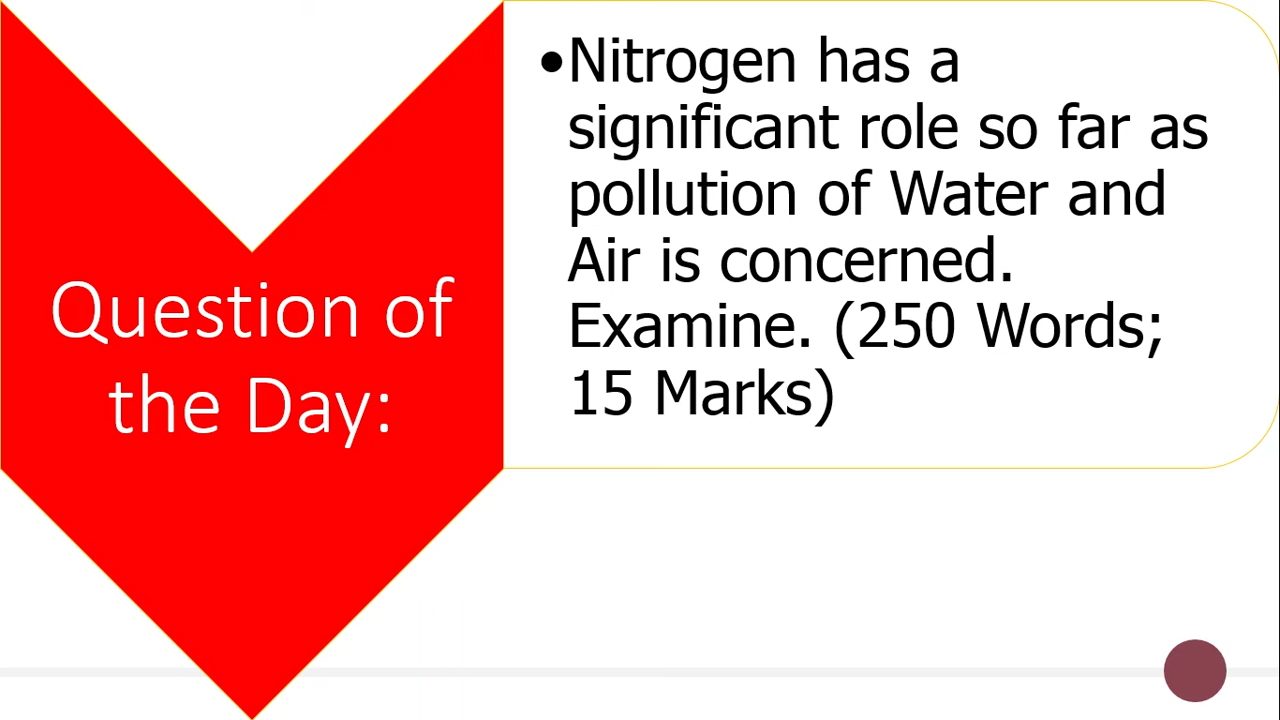 Question of
the Day:
•Nitrogen has a
significant role so far as
pollution of Water and
Air is concerned.
Examine. (250 Words;
15 Marks)